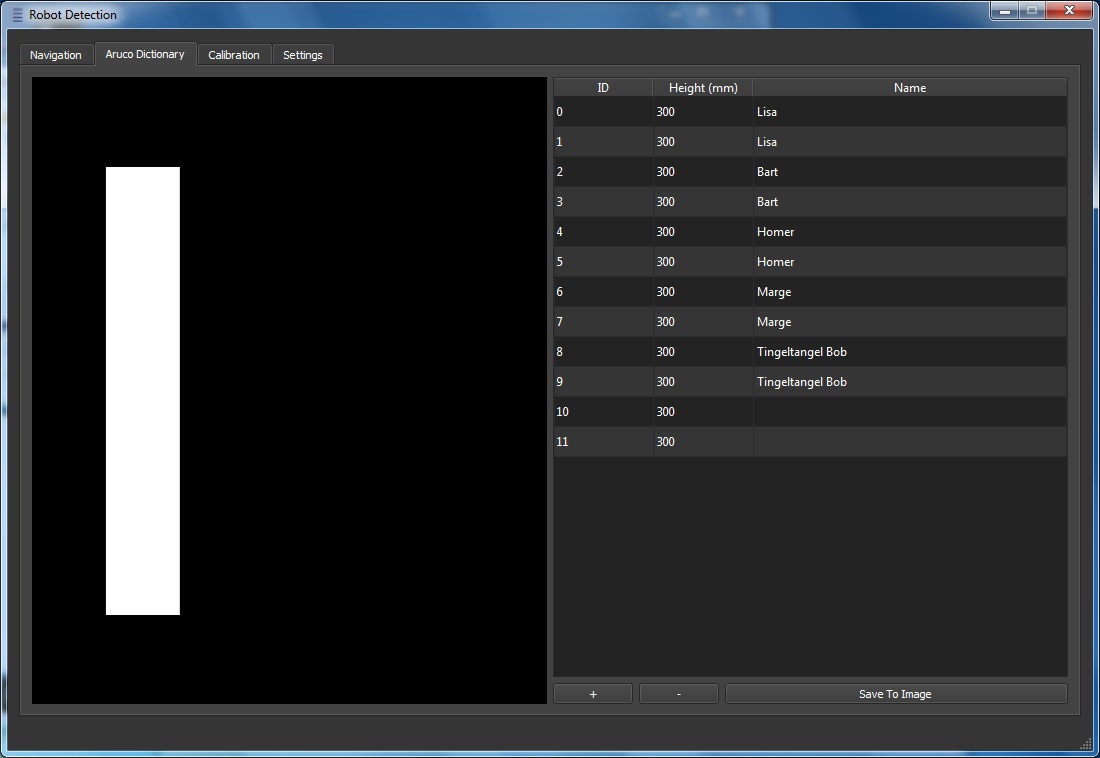 Robot Detection
Navigation Aruco Dictionary Calibration Settings
ID Height (mm) Name
0 300 Lisa
1 300 Lisa
2 300 Bart
3 300 Bart
4 300 Homer
5 300 Homer
6 300 Marge
7 300 Marge
8 300 Tingeltangel Bob
9 300 Tingeltangel Bob
10 300
11 300
+ - Save To Image